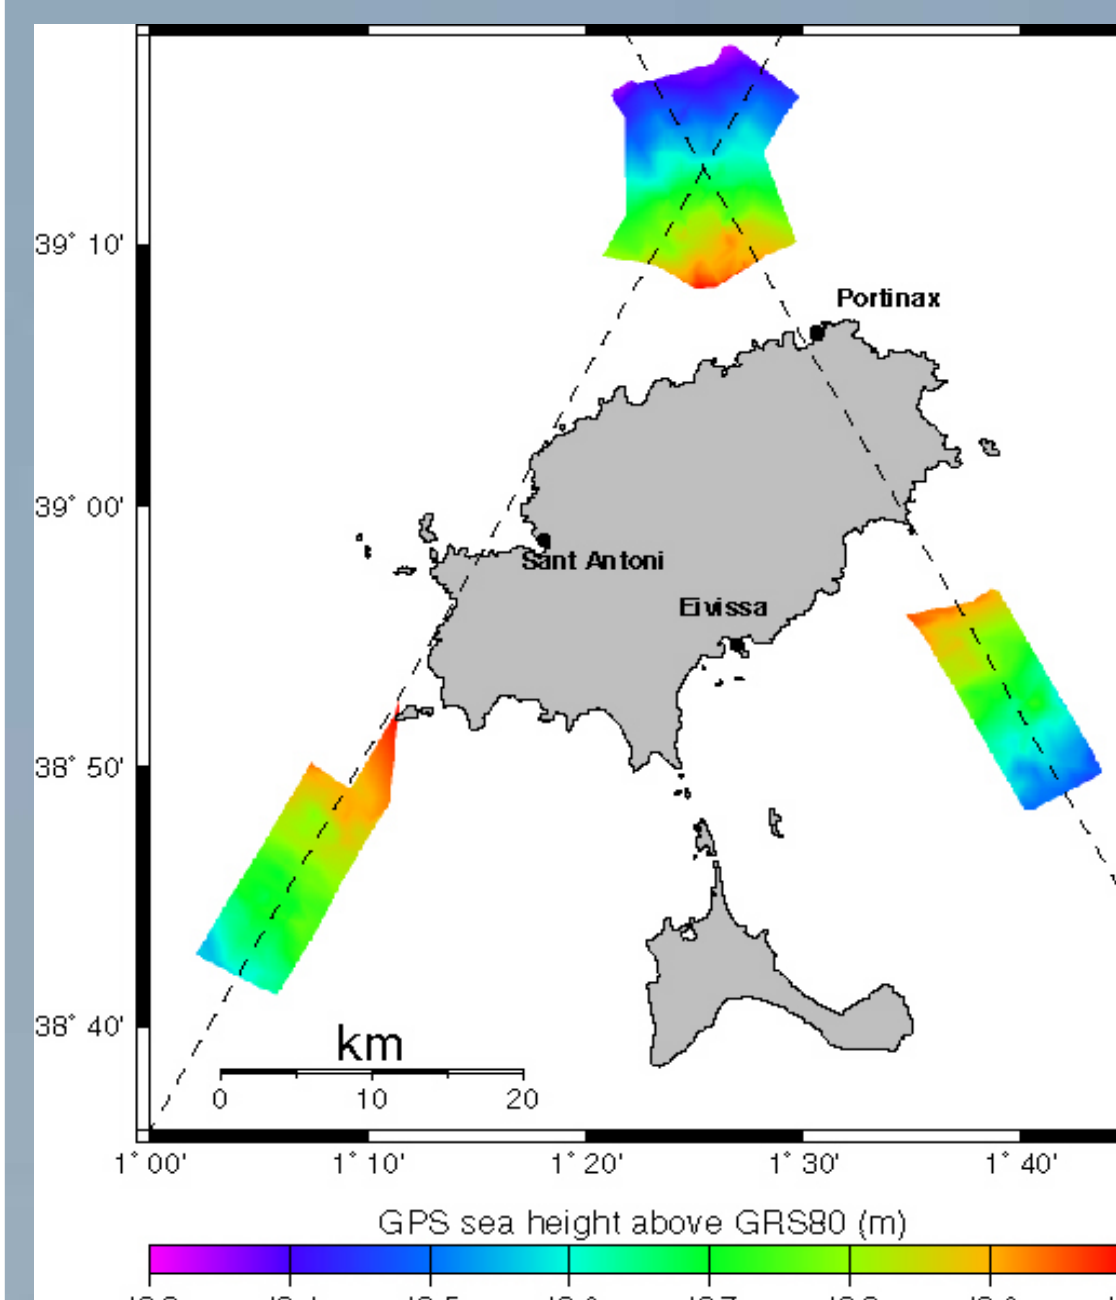 39° 10'
Portinax
39° 00'
Sant Antoni
Eivissa
38° 50'
38° 40'
km
0 10 20
1° 00' 1° 10' 1° 20' 1° 30' 1° 40'
GPS sea height above GRS80 (m)